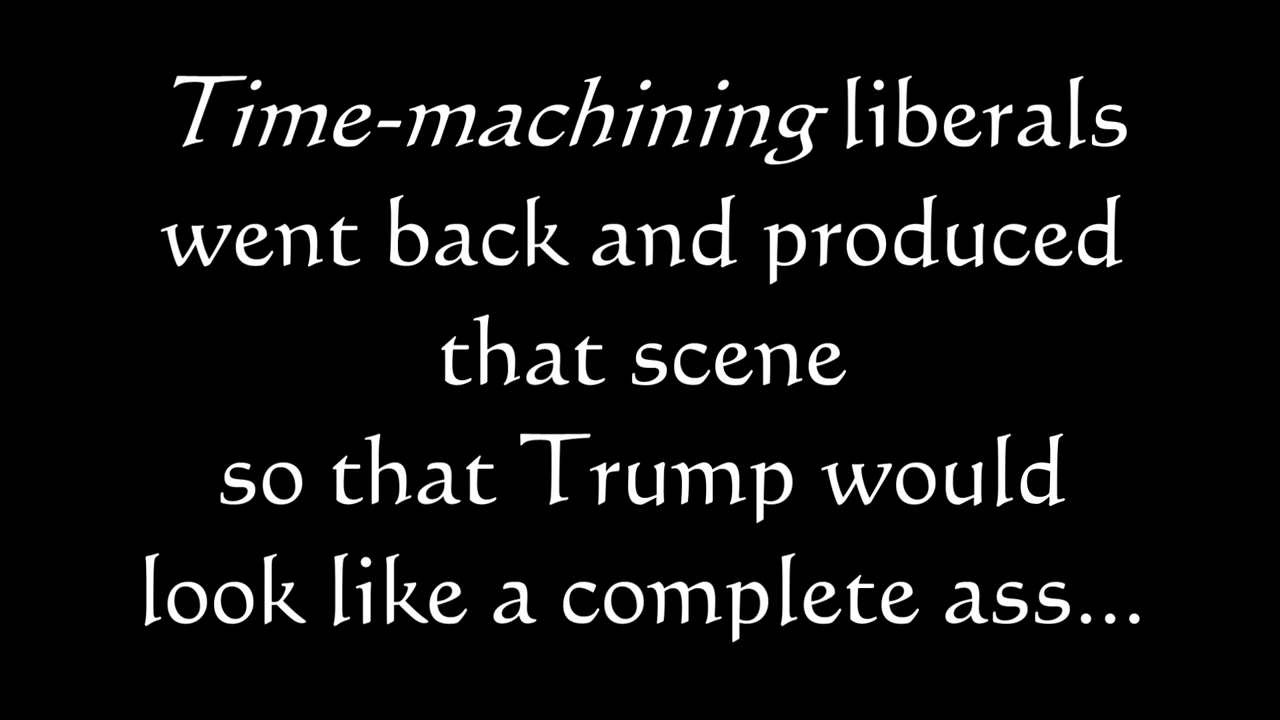 Time-machining liberals
went back and produced
that scene
so that Trump would
look like a complete ass...